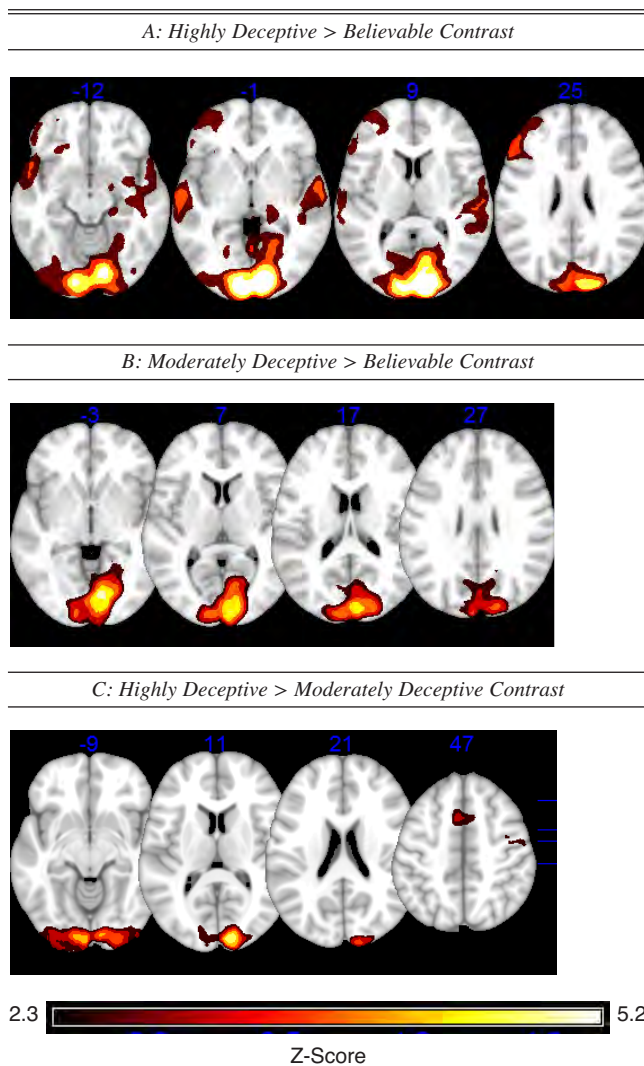 A: Highly Deceptive > Believable Contrast
-12 -1 9 25
B: Moderately Deceptive > Believable Contrast
-3 7 17 27
C: Highly Deceptive > Moderately Deceptive Contrast
-9 11 21 47
2.3 5.2
Z-Score